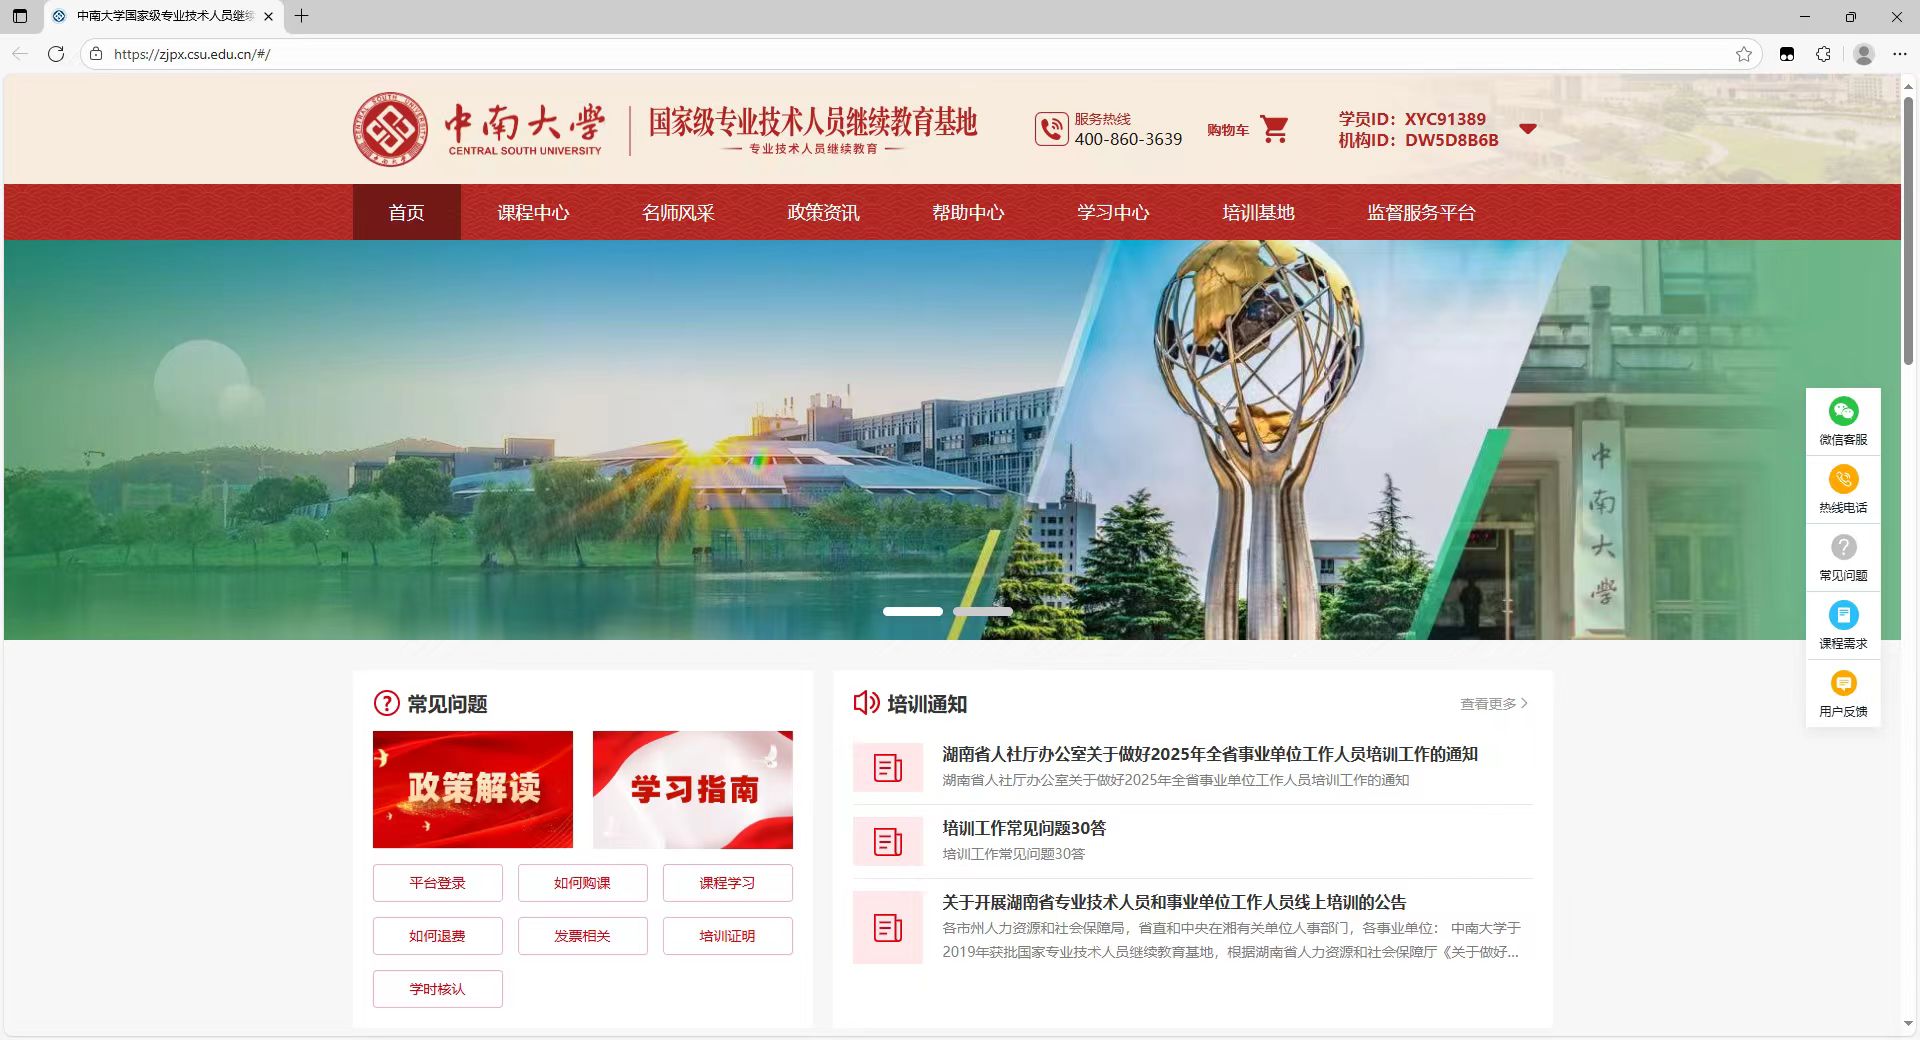 中南大学国家级专业技术人员继续
https://zjpx.csu.edu.cn/#/
中南大学
CENTRAL SOUTH UNIVERSITY
国家级专业技术人员继续教育基地
专业技术人员继续教育
服务热线
400-860-3639
购物车
学员ID：XYC91389
机构ID：DW5D8B6B
首页
课程中心
名师风采
政策资讯
帮助中心
学习中心
培训基地
监督服务平台
中南大学
微信客服
热线电话
常见问题
课程需求
用户反馈
常见问题
政策解读
学习指南
平台登录
如何购课
课程学习
如何退费
发票相关
培训证明
学时核认
培训通知
查看更多
湖南省人社厅办公室关于做好2025年全省事业单位工作人员培训工作的通知
湖南省人社厅办公室关于做好2025年全省事业单位工作人员培训工作的通知
培训工作常见问题30答
培训工作常见问题30答
关于开展湖南省专业技术人员和事业单位工作人员线上培训的公告
各市州人力资源和社会保障局，省直和中央在湘有关单位人事部门，各事业单位： 中南大学于
2019年获批国家专业技术人员继续教育基地，根据湖南省人力资源和社会保障厅《关于做好...